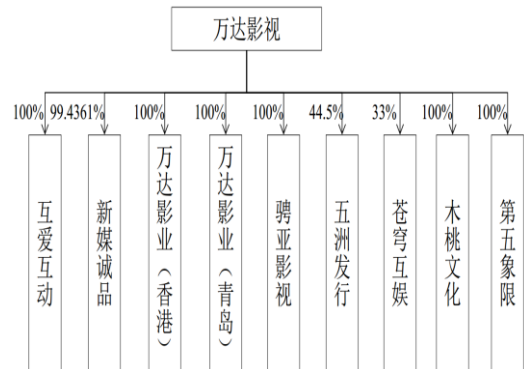 万达影视
100%
99.4361%
100%
100%
100%
44.5%
33%
100%
100%
互爱互动
新媒诚品
万达影业（香港）
万达影业（青岛）
骋亚影视
五洲发行
苍穹互娱
木桃文化
第五象限